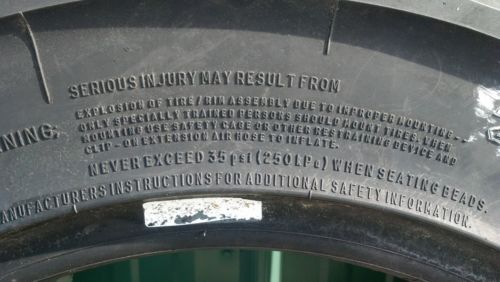 SERIOUS INJURY MAY RESULT FROM
NING.
EXPLOSION OF TIRE/RIM ASSEMBLY DUE TO IMPROPER MOUNTING -
ONLY SPECIALLY TRAINED PERSONS SHOULD MOUNT TIRES, WHEN
MOUNTING USE SAFETY CAGE OR OTHER RESTRAINING DEVICE AND
CLIP - ON EXTENSION AIR HOSE TO INFLATE.
NEVER EXCEED 35 psi (250LPa) WHEN SEATING BEADS.
ANUFACTURERS INSTRUCTIONS FOR ADDITIONAL SAFETY INFORMATION.